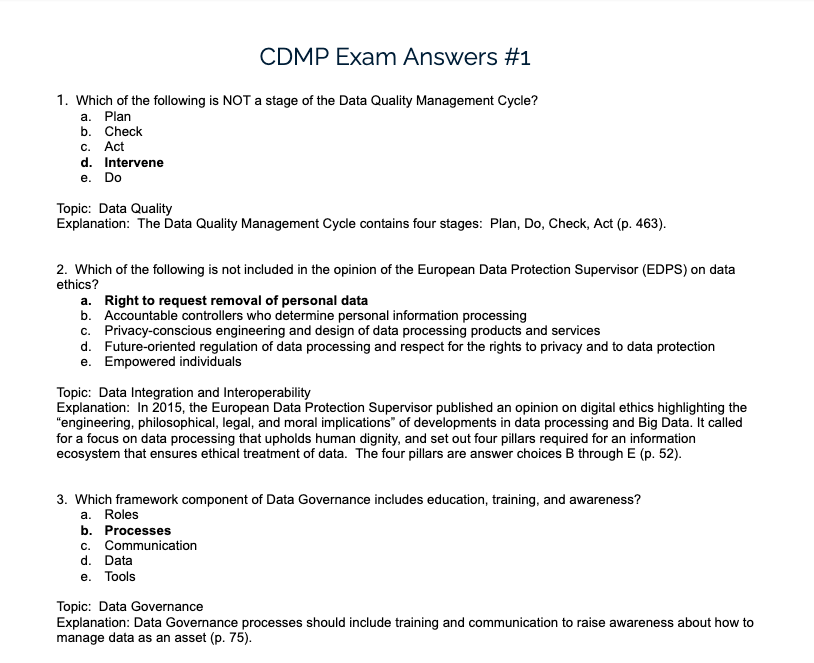 CDMP Exam Answers #1
1. Which of the following is NOT a stage of the Data Quality Management Cycle?
a. Plan
b. Check
c. Act
d. Intervene
e. Do
Topic: Data Quality
Explanation: The Data Quality Management Cycle contains four stages: Plan, Do, Check, Act (p. 463).
2. Which of the following is not included in the opinion of the European Data Protection Supervisor (EDPS) on data
ethics?
a. Right to request removal of personal data
b. Accountable controllers who determine personal information processing
c. Privacy-conscious engineering and design of data processing products and services
d. Future-oriented regulation of data processing and respect for the rights to privacy and to data protection
e. Empowered individuals
Topic: Data Integration and Interoperability
Explanation: In 2015, the European Data Protection Supervisor published an opinion on digital ethics highlighting the
“engineering, philosophical, legal, and moral implications” of developments in data processing and Big Data. It called
for a focus on data processing that upholds human dignity, and set out four pillars required for an information
ecosystem that ensures ethical treatment of data. The four pillars are answer choices B through E (p. 52).
3. Which framework component of Data Governance includes education, training, and awareness?
a. Roles
b. Processes
c. Communication
d. Data
e. Tools
Topic: Data Governance
Explanation: Data Governance processes should include training and communication to raise awareness about how to
manage data as an asset (p. 75).